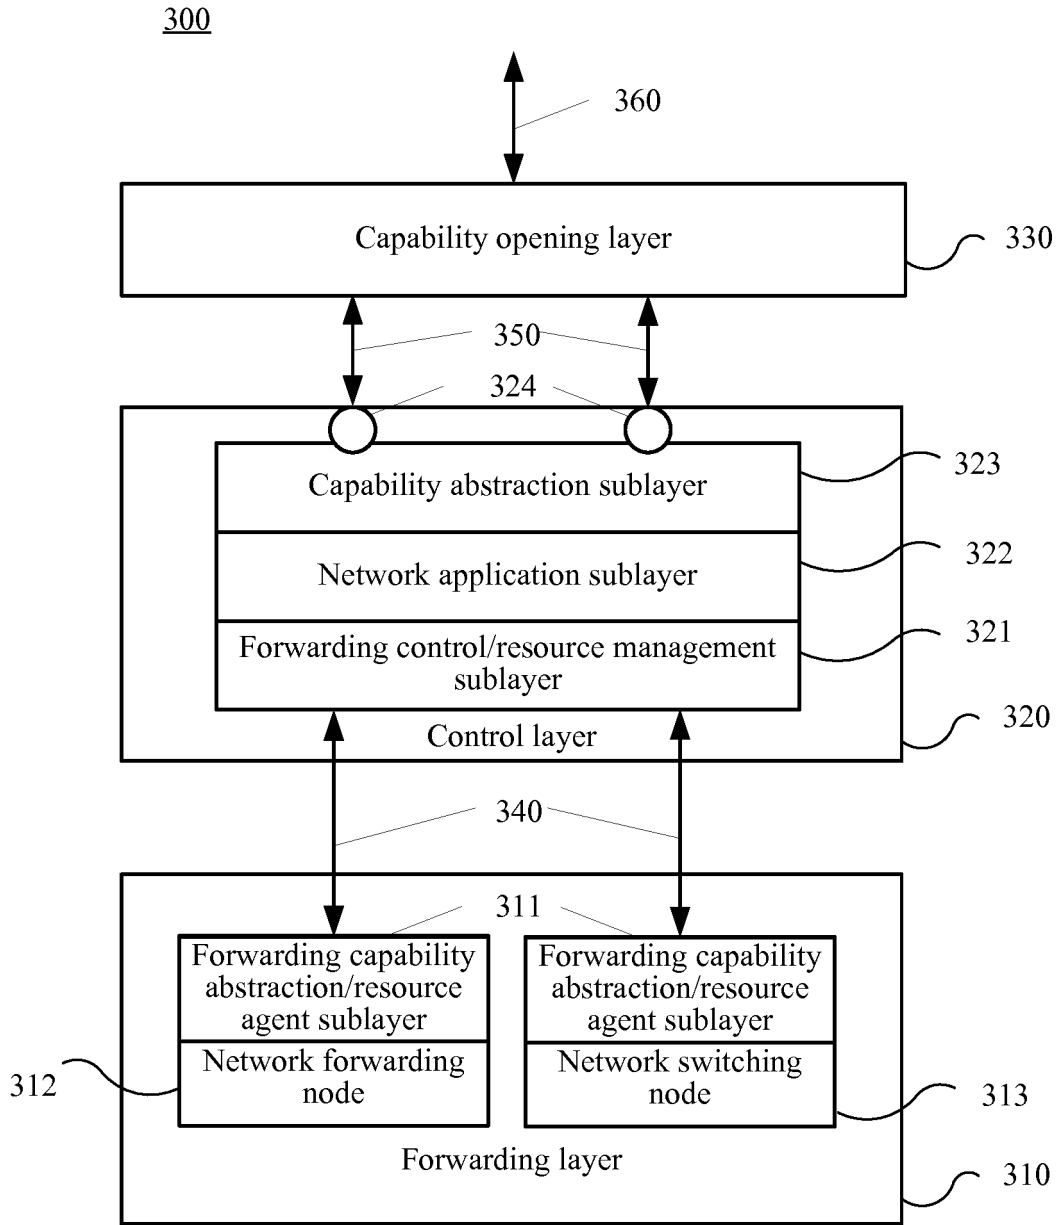 300
360
Capability opening layer
330
350
324
Capability abstraction sublayer
323
Network application sublayer
322
Forwarding control/resource management
sublayer
321
Control layer
320
340
311
Forwarding capability
abstraction/resource
agent sublayer
Forwarding capability
abstraction/resource
agent sublayer
Network forwarding
node
312
Network switching
node
313
Forwarding layer
310